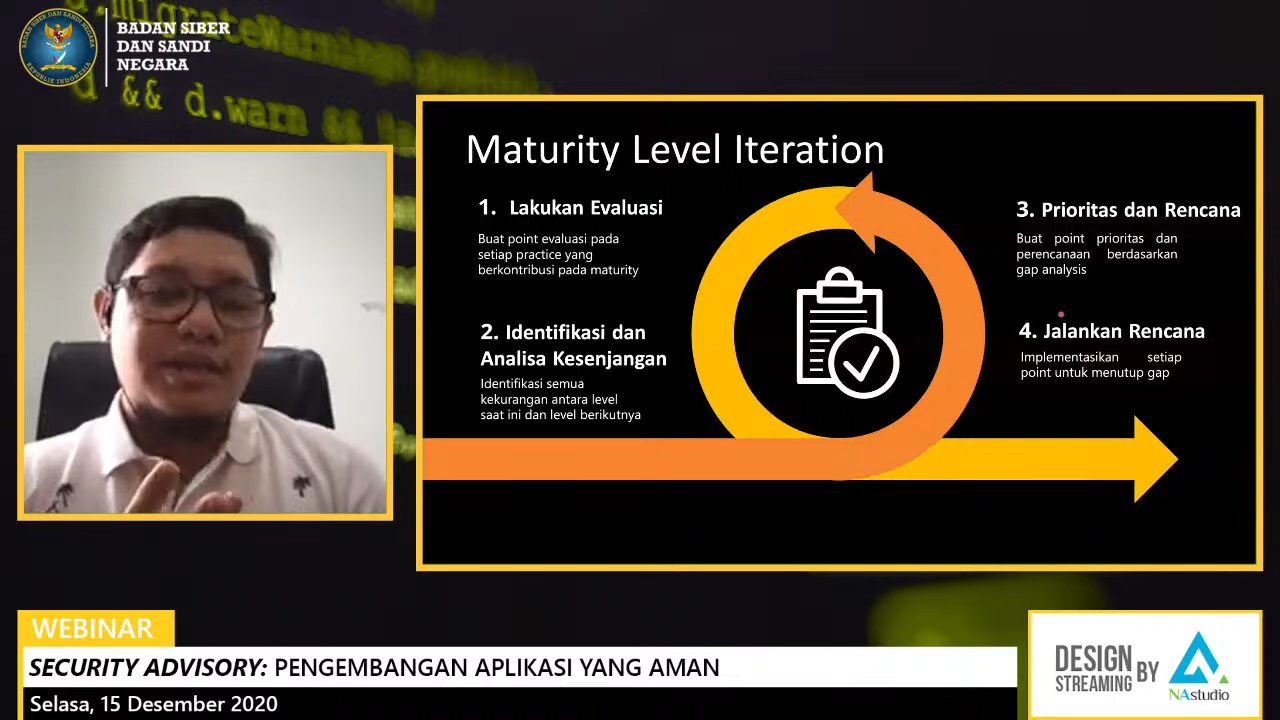 d.migrateWarnings
d && d.warn &&
BADAN SIBER
DAN SANDI
NEGARA
Maturity Level Iteration
1. Lakukan Evaluasi
Buat point evaluasi pada
setiap practice yang
berkontribusi pada maturity
2. Identifikasi dan
Analisa Kesenjangan
Identifikasi semua
kekurangan antara level
saat ini dan level berikutnya
3. Prioritas dan Rencana
Buat point prioritas dan
perencanaan berdasarkan
gap analysis
4. Jalankan Rencana
Implementasikan setiap
point untuk menutup gap
WEBINAR
SECURITY ADVISORY: PENGEMBANGAN APLIKASI YANG AMAN
Selasa, 15 Desember 2020
DESIGN
STREAMING
BY
NAstudio